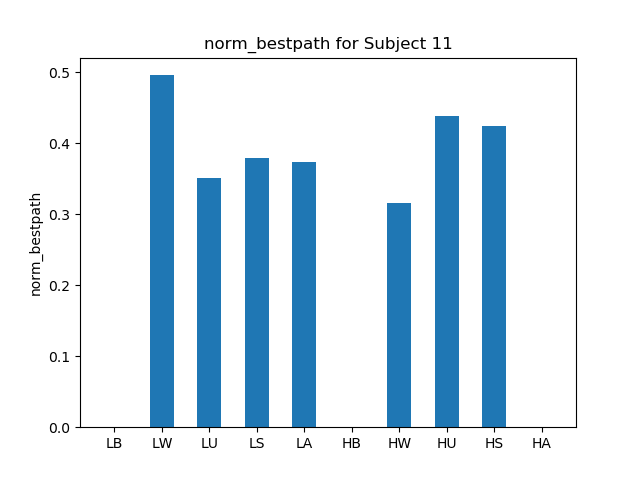 norm_bestpath for Subject 11
norm_bestpath
0.5
0.4
0.3
0.2
0.1
0.0
LB LW LU LS LA HB HW HU HS HA